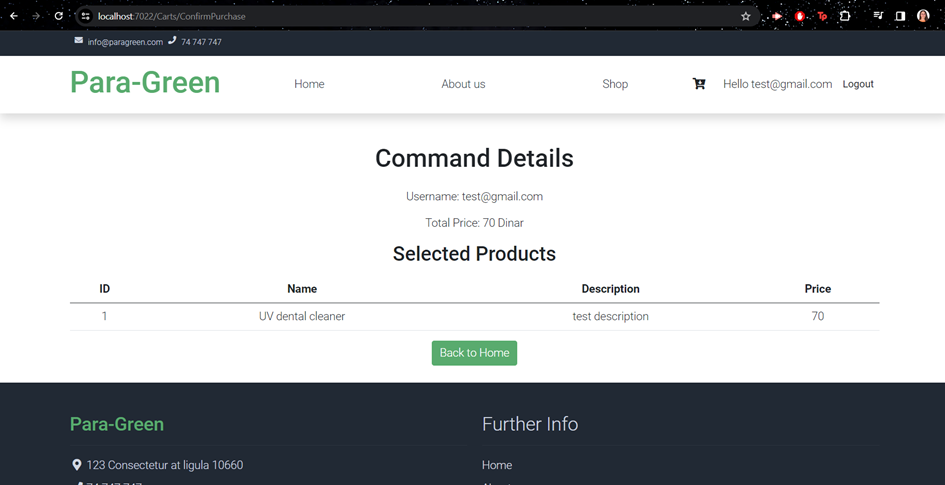 localhost:7022/Carts/ConfirmPurchase
info@paragreen.com 74 747 747
Para-Green Home About us Shop Hello test@gmail.com Logout
Command Details
Username: test@gmail.com
Total Price: 70 Dinar
Selected Products
ID Name Description Price
1 UV dental cleaner test description 70
Back to Home
Para-Green Further Info
123 Consectetur at ligula 10660 Home